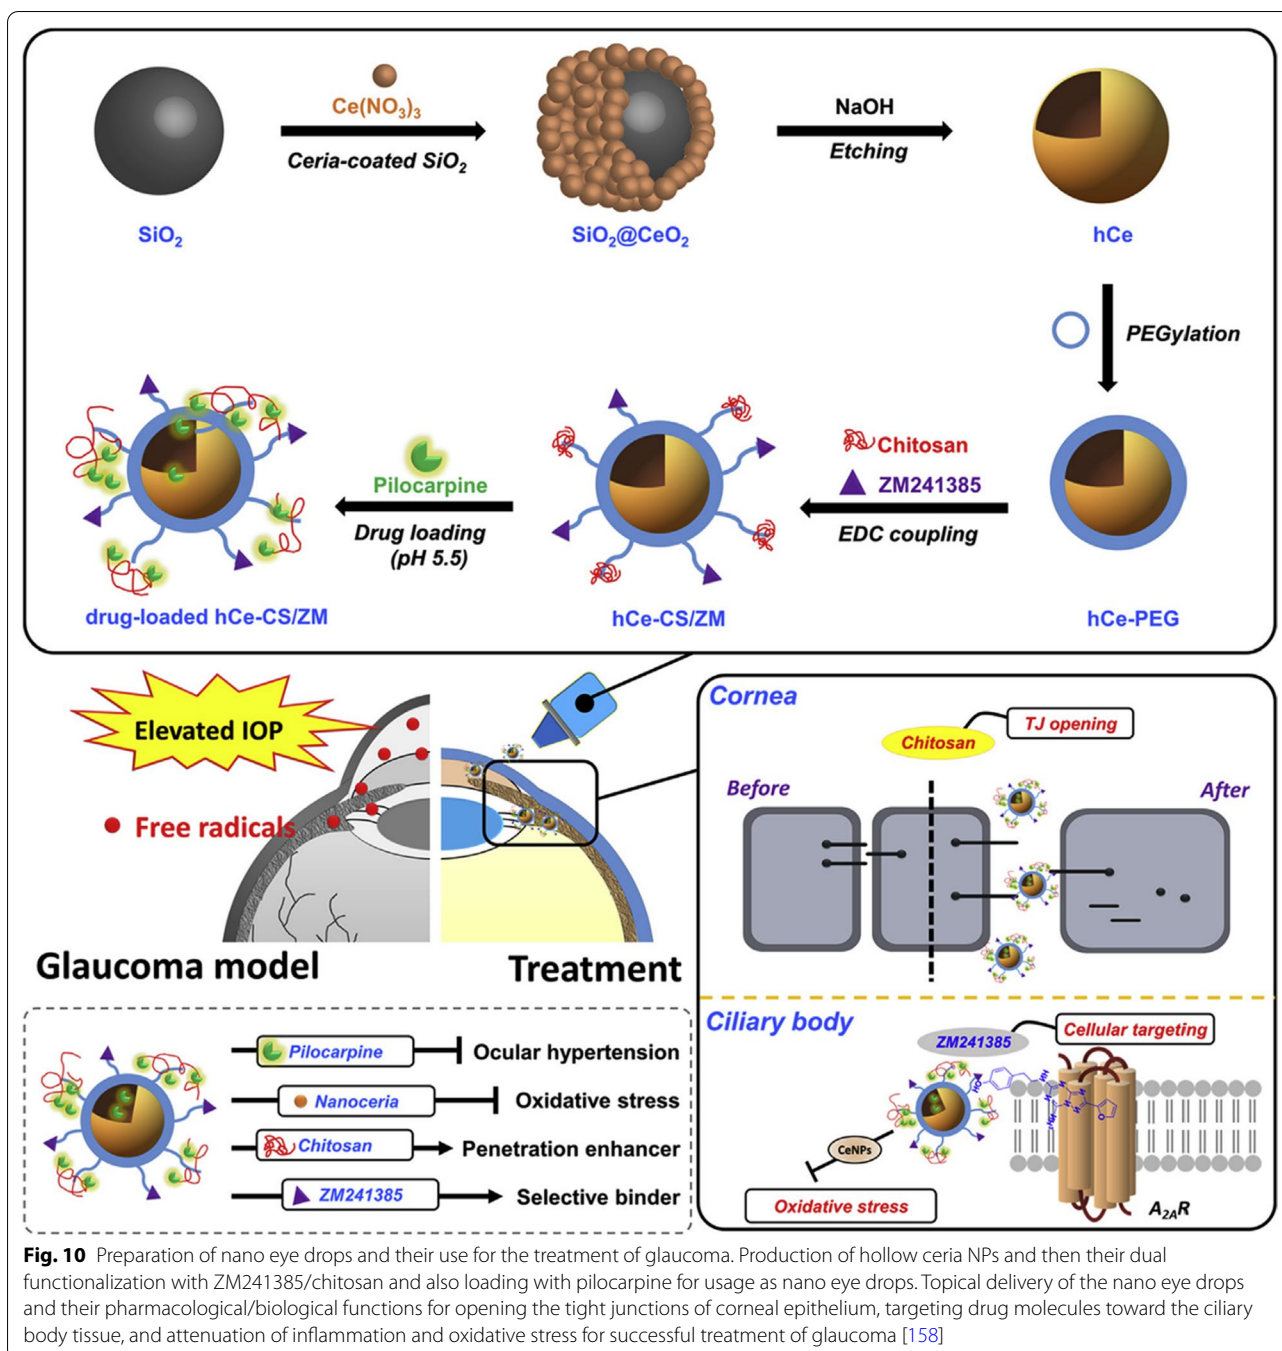 Ce(NO₃)₃
Ceria-coated SiO₂
NaOH
Etching
SiO₂
SiO₂@CeO₂
hCe
PEGylation
Chitosan
ZM241385
EDC coupling
Pilocarpine
Drug loading
(pH 5.5)
drug-loaded hCe-CS/ZM
hCe-CS/ZM
hCe-PEG
Elevated IOP
Free radicals
Glaucoma model
Treatment
Cornea
Chitosan
TJ opening
Before
After
Ciliary body
ZM241385
Cellular targeting
CeNPs
Oxidative stress
A₂ₐR
Pilocarpine
Ocular hypertension
Nanoceria
Oxidative stress
Chitosan
Penetration enhancer
ZM241385
Selective binder
Fig. 10 Preparation of nano eye drops and their use for the treatment of glaucoma. Production of hollow ceria NPs and then their dual
functionalization with ZM241385/chitosan and also loading with pilocarpine for usage as nano eye drops. Topical delivery of the nano eye drops
and their pharmacological/biological functions for opening the tight junctions of corneal epithelium, targeting drug molecules toward the ciliary
body tissue, and attenuation of inflammation and oxidative stress for successful treatment of glaucoma [158]